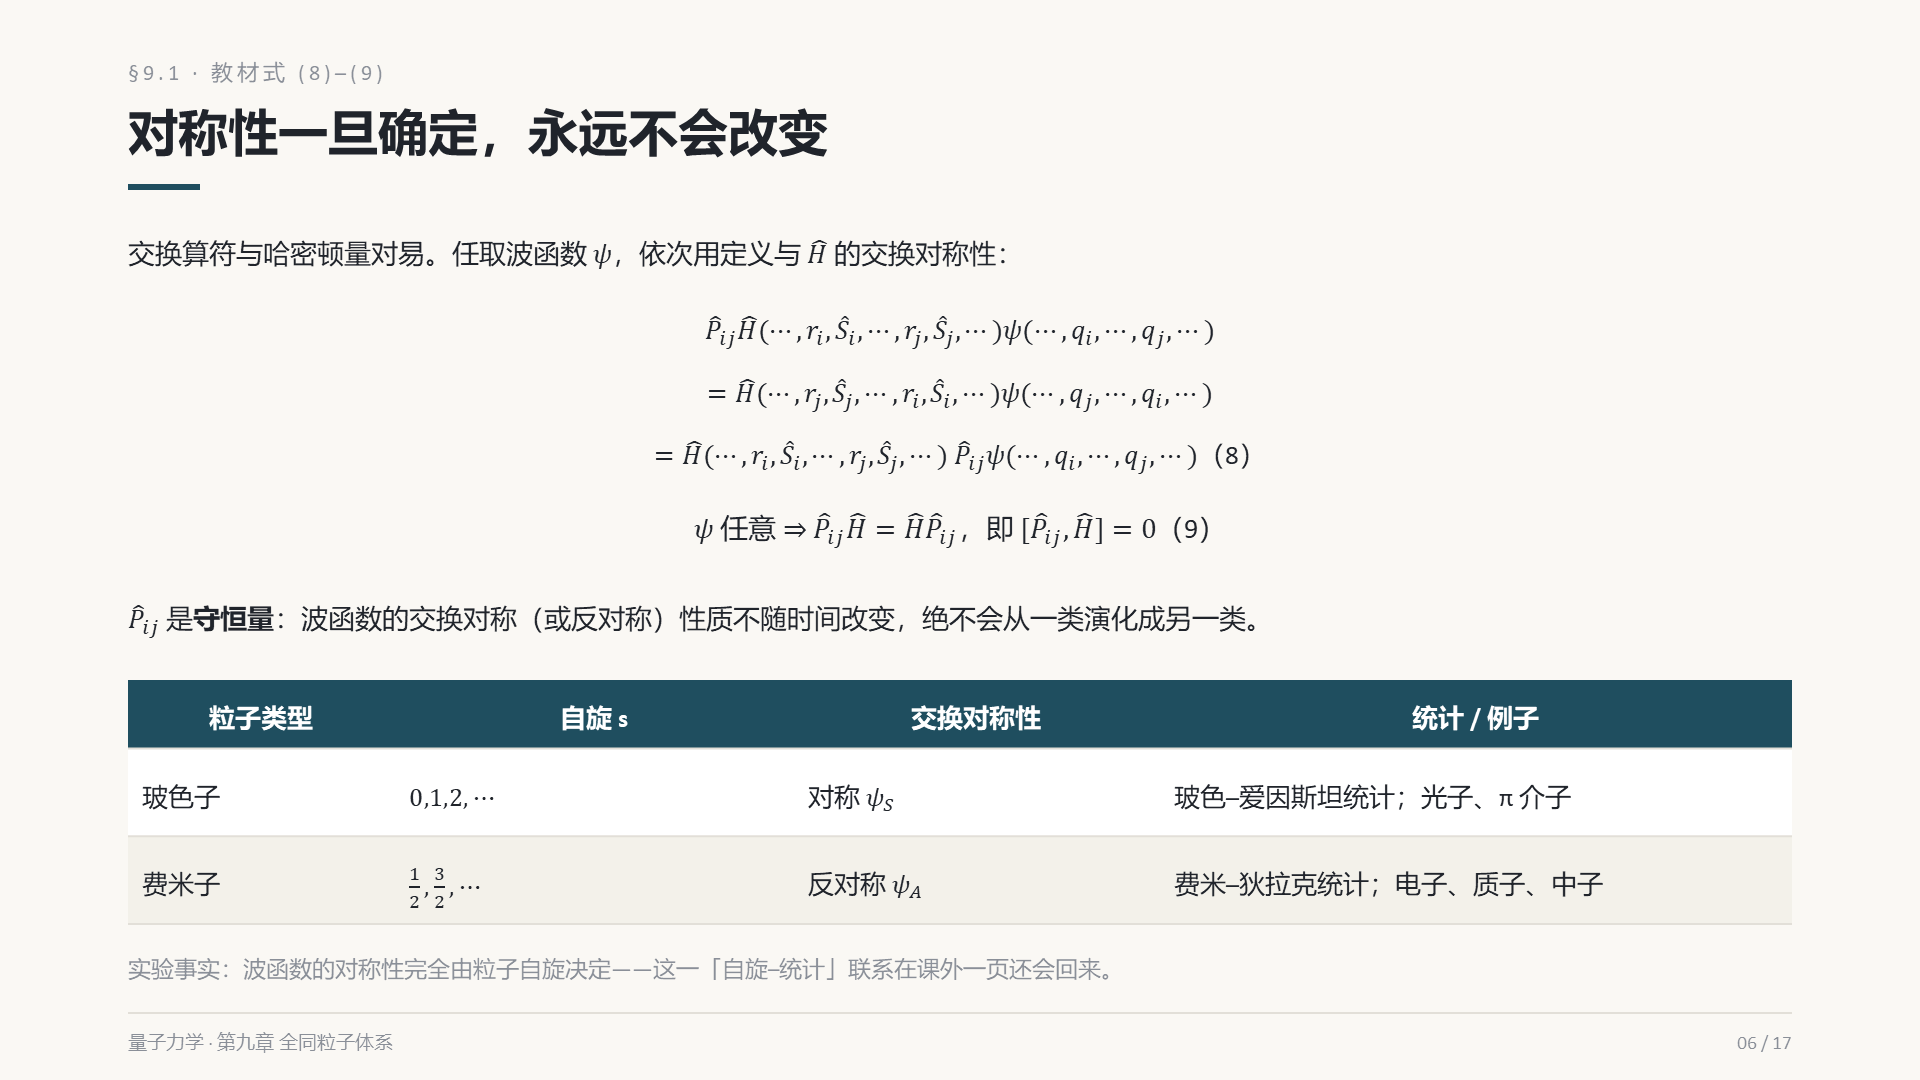 §9.1 · 教材式 (8)–(9)
对称性一旦确定，永远不会改变
交换算符与哈密顿量对易。任取波函数 ψ，依次用定义与 Ĥ 的交换对称性：
P̂ᵢⱼĤ(⋯,rᵢ,Ŝᵢ,⋯,rⱼ,Ŝⱼ,⋯)ψ(⋯,qᵢ,⋯,qⱼ,⋯)
= Ĥ(⋯,rⱼ,Ŝⱼ,⋯,rᵢ,Ŝᵢ,⋯)ψ(⋯,qⱼ,⋯,qᵢ,⋯)
= Ĥ(⋯,rᵢ,Ŝᵢ,⋯,rⱼ,Ŝⱼ,⋯) P̂ᵢⱼψ(⋯,qᵢ,⋯,qⱼ,⋯)（8）
ψ 任意 ⇒ P̂ᵢⱼĤ = ĤP̂ᵢⱼ，即 [P̂ᵢⱼ,Ĥ] = 0（9）
P̂ᵢⱼ 是守恒量：波函数的交换对称（或反对称）性质不随时间改变，绝不会从一类演化成另一类。
粒子类型 自旋 s 交换对称性 统计 / 例子
玻色子 0,1,2,⋯ 对称 ψ_S 玻色–爱因斯坦统计；光子、π 介子
费米子 1/2,3/2,⋯ 反对称 ψ_A 费米–狄拉克统计；电子、质子、中子
实验事实：波函数的对称性完全由粒子自旋决定——这一「自旋–统计」联系在课外一页还会回来。
量子力学 · 第九章 全同粒子体系 06 / 17